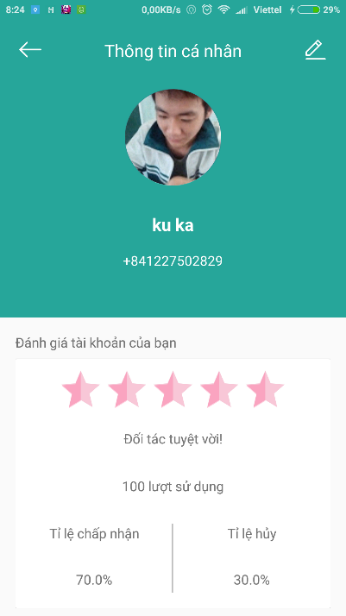 8:24 0,00KB/s Viettel 29%
Thông tin cá nhân
ku ka
+841227502829
Đánh giá tài khoản của bạn
Đối tác tuyệt vời!
100 lượt sử dụng
Tỉ lệ chấp nhận Tỉ lệ hủy
70.0% 30.0%